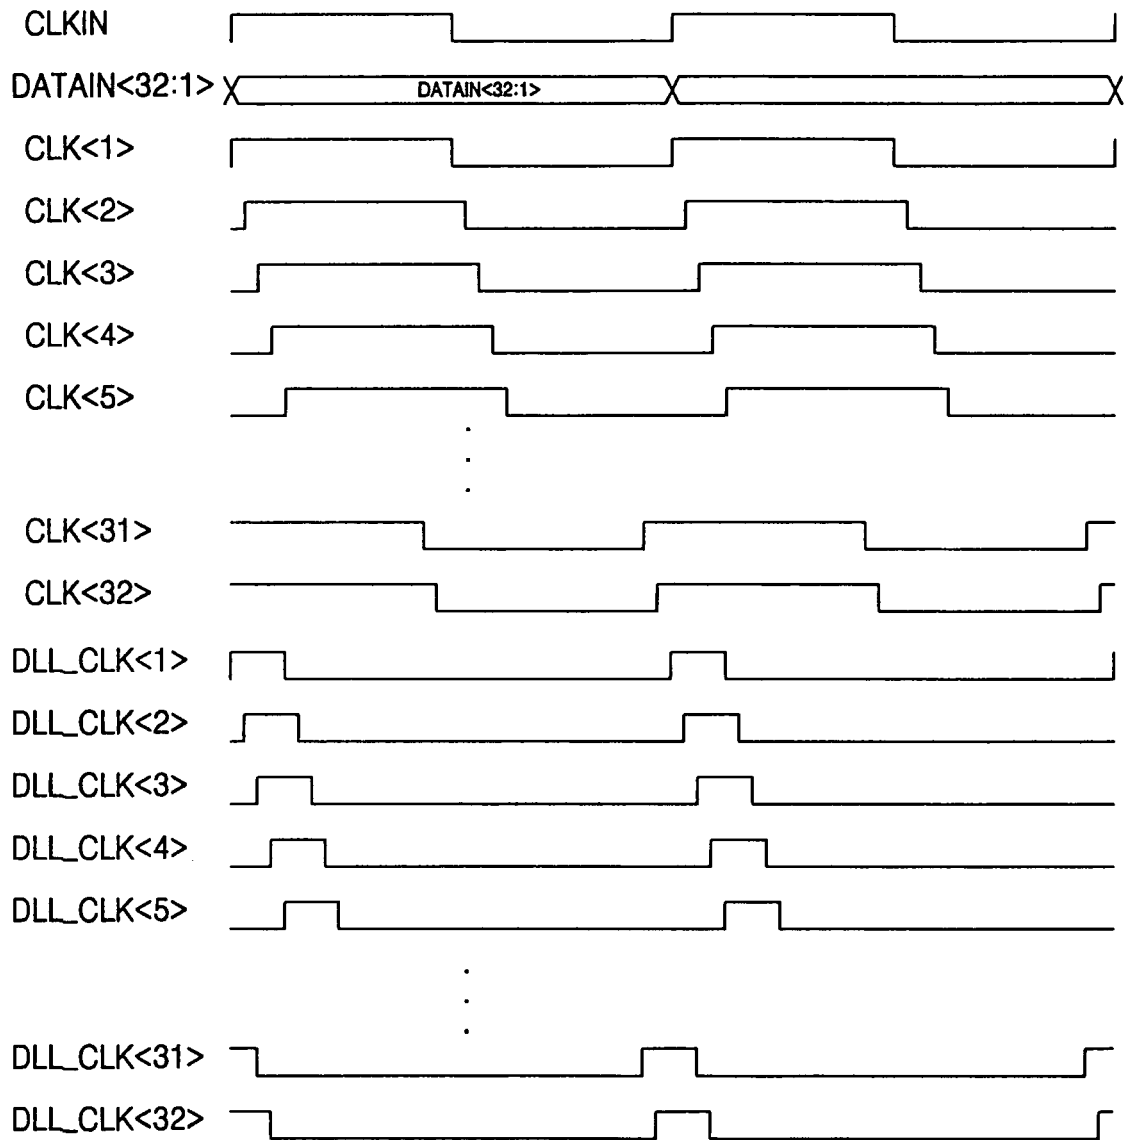 CLKIN
DATAIN<32:1> DATAIN<32:1>
CLK<1>
CLK<2>
CLK<3>
CLK<4>
CLK<5>
CLK<31>
CLK<32>
DLL_CLK<1>
DLL_CLK<2>
DLL_CLK<3>
DLL_CLK<4>
DLL_CLK<5>
DLL_CLK<31>
DLL_CLK<32>